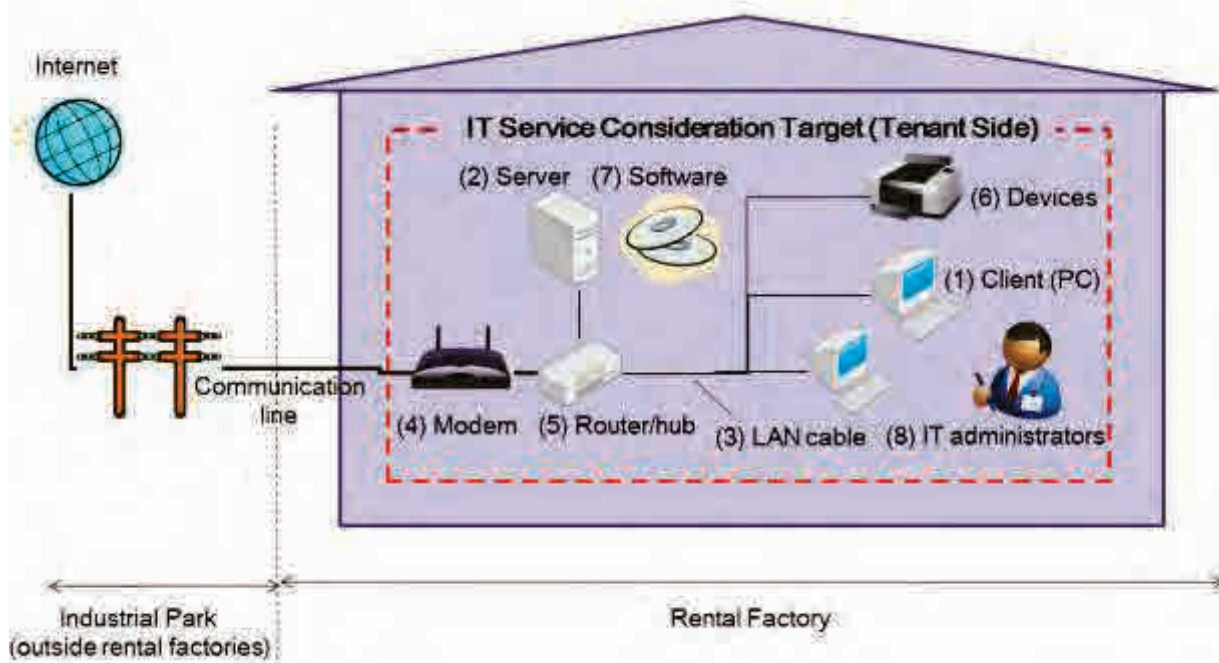 Internet
IT Service Consideration Target (Tenant Side)
(2) Server
(7) Software
(6) Devices
(1) Client (PC)
Communication
line
(4) Modem
(5) Router/hub
(3) LAN cable
(8) IT administrators
Industrial Park
(outside rental factories)
Rental Factory